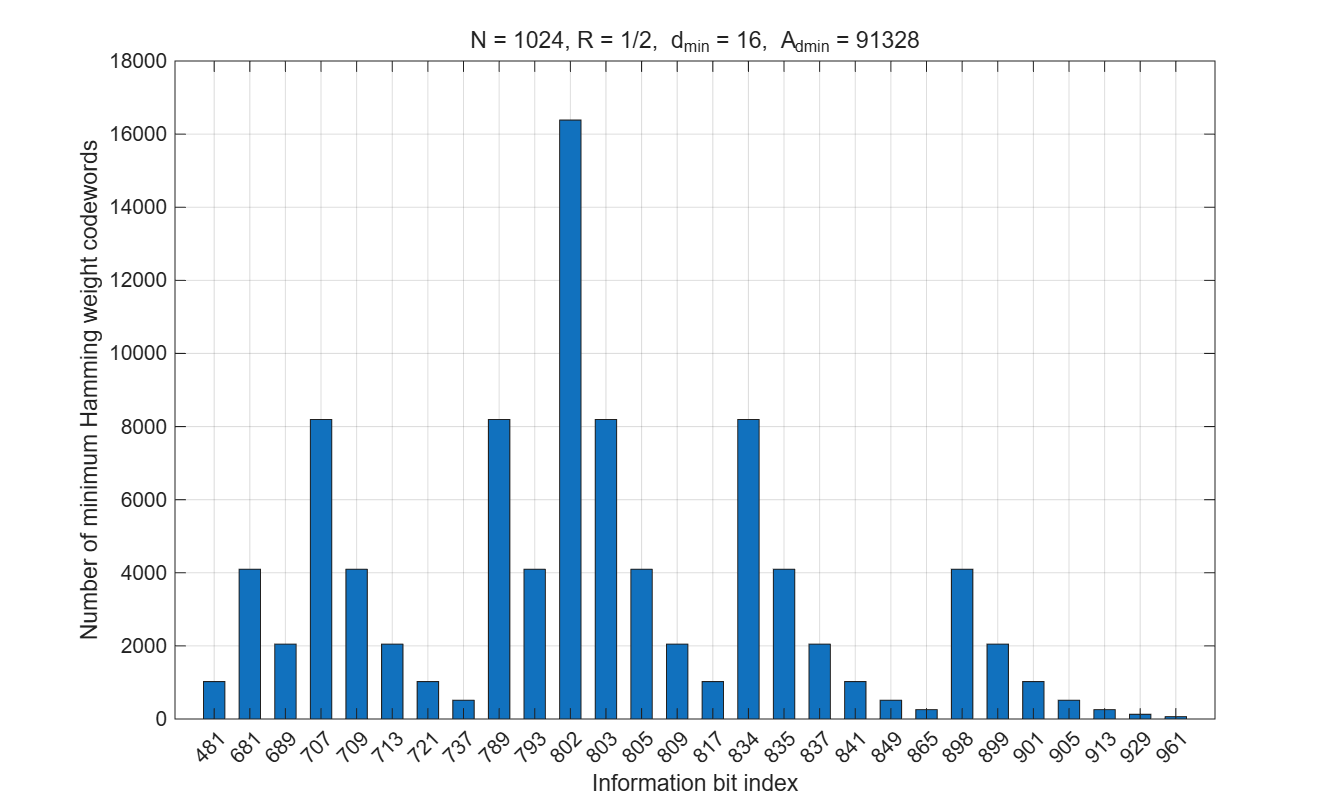 N = 1024, R = 1/2, dmin = 16, Admin = 91328
Number of minimum Hamming weight codewords
18000
16000
14000
12000
10000
8000
6000
4000
2000
0
481 681 689 707 709 713 721 737 789 793 802 803 805 809 817 834 835 837 841 849 865 898 899 901 905 913 929 961
Information bit index